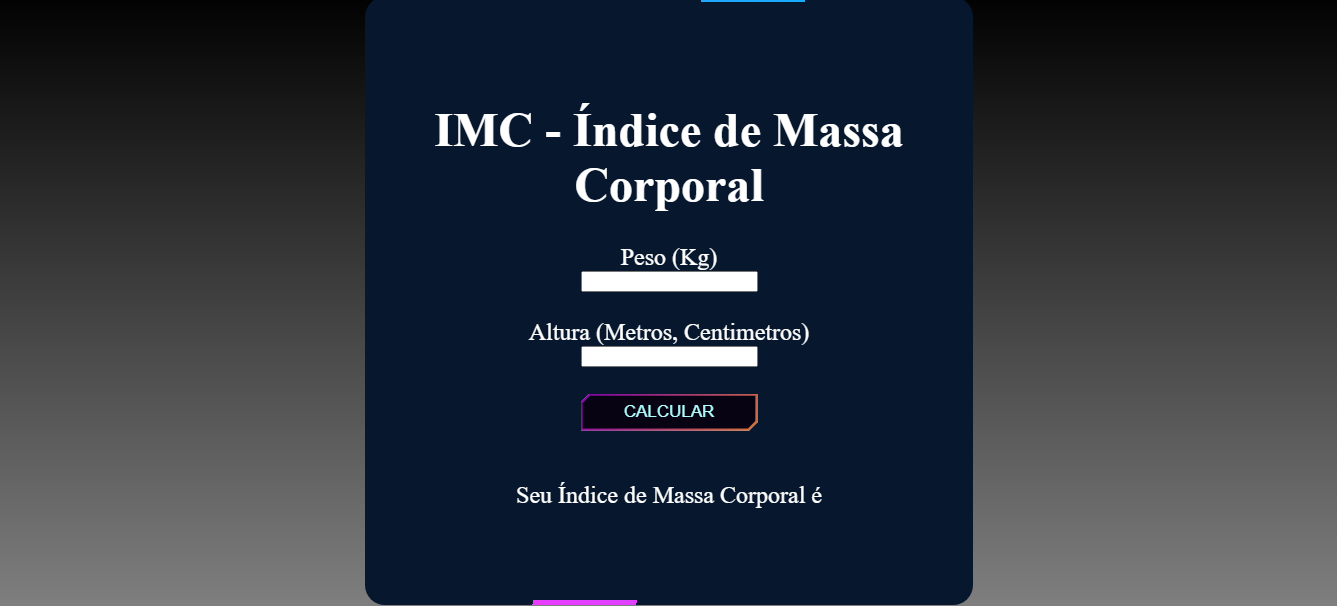 IMC - Índice de Massa
Corporal
Peso (Kg)
Altura (Metros, Centimetros)
CALCULAR
Seu Índice de Massa Corporal é